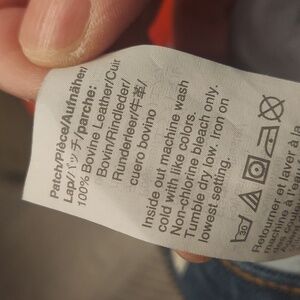 Patch/Pièce/Aufnäher/
Lap/パッチ/parche:
100% Bovine Leather/Cuir
Bovin/Rindleder/
Runderleer/牛革/
cuero bovino
Inside out machine wash
cold with like colors.
Non-chlorine bleach only.
Tumble dry low. Iron on
lowest setting.
30
Retourner et laver à
machine à l'eau